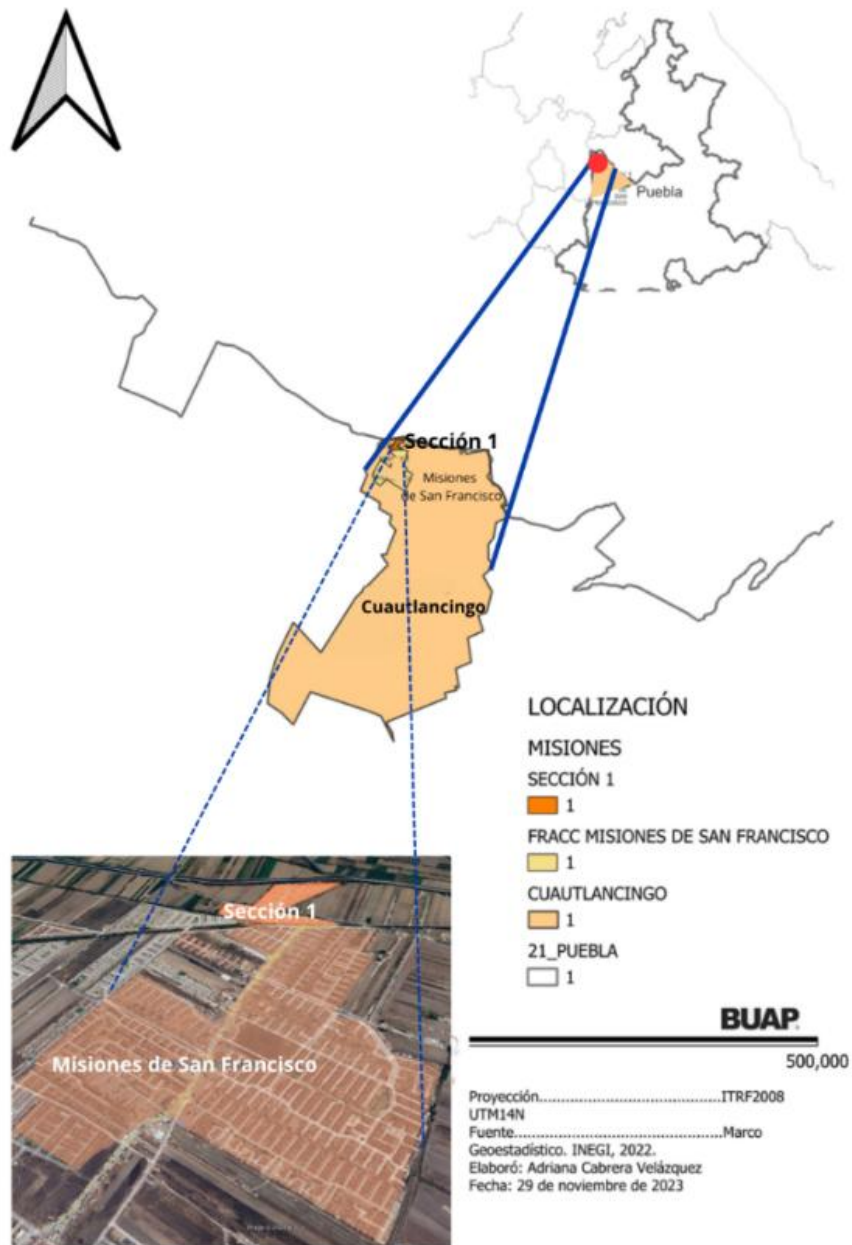 Puebla
Sección 1
Misiones
de San Francisco
Cuautlancingo
LOCALIZACIÓN
MISIONES
SECCIÓN 1
1
FRACC MISIONES DE SAN FRANCISCO
1
CUAUTLANCINGO
1
21_PUEBLA
1
Sección 1
Misiones de San Francisco
BUAP
500,000
Proyección................................ITRF2008
UTM14N
Fuente........................................Marco
Geoestadístico. INEGI, 2022.
Elaboró: Adriana Cabrera Velázquez
Fecha: 29 de noviembre de 2023